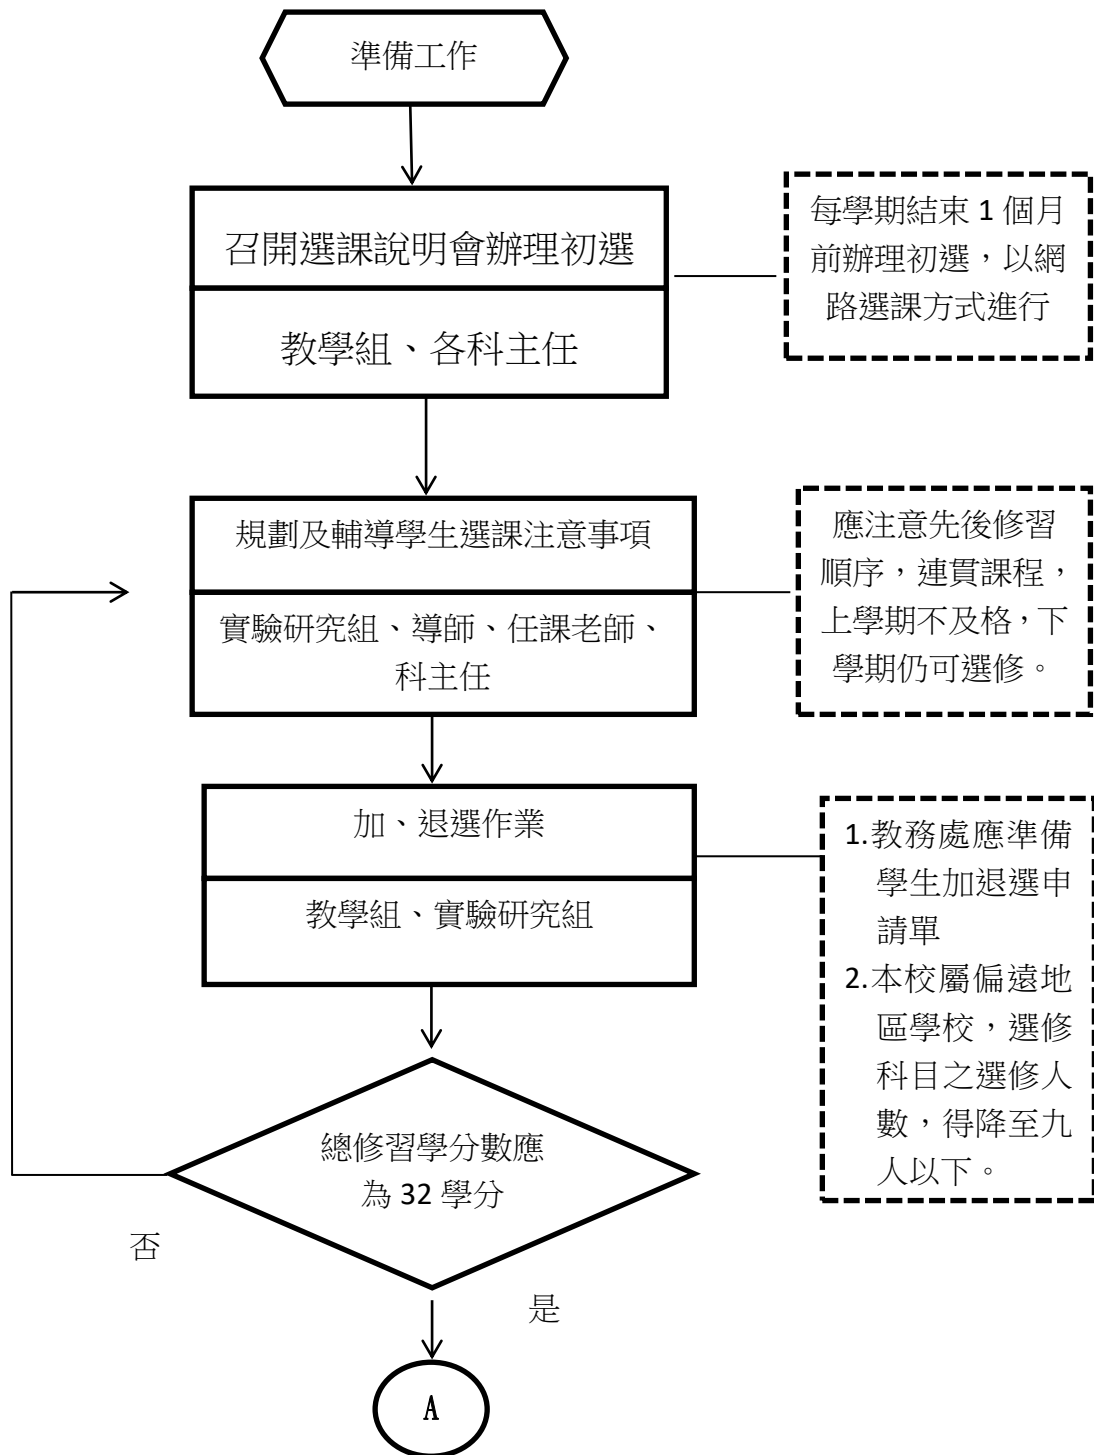 準備工作
召開選課說明會辦理初選
教學組、各科主任
每學期結束 1 個月
前辦理初選，以網
路選課方式進行
規劃及輔導學生選課注意事項
實驗研究組、導師、任課老師、
科主任
應注意先後修習
順序，連貫課程，
上學期不及格，下
學期仍可選修。
加、退選作業
教學組、實驗研究組
1.教務處應準備
學生加退選申
請單
2.本校屬偏遠地
區學校，選修
科目之選修人
數，得降至九
人以下。
總修習學分數應
為 32 學分
否
是
A